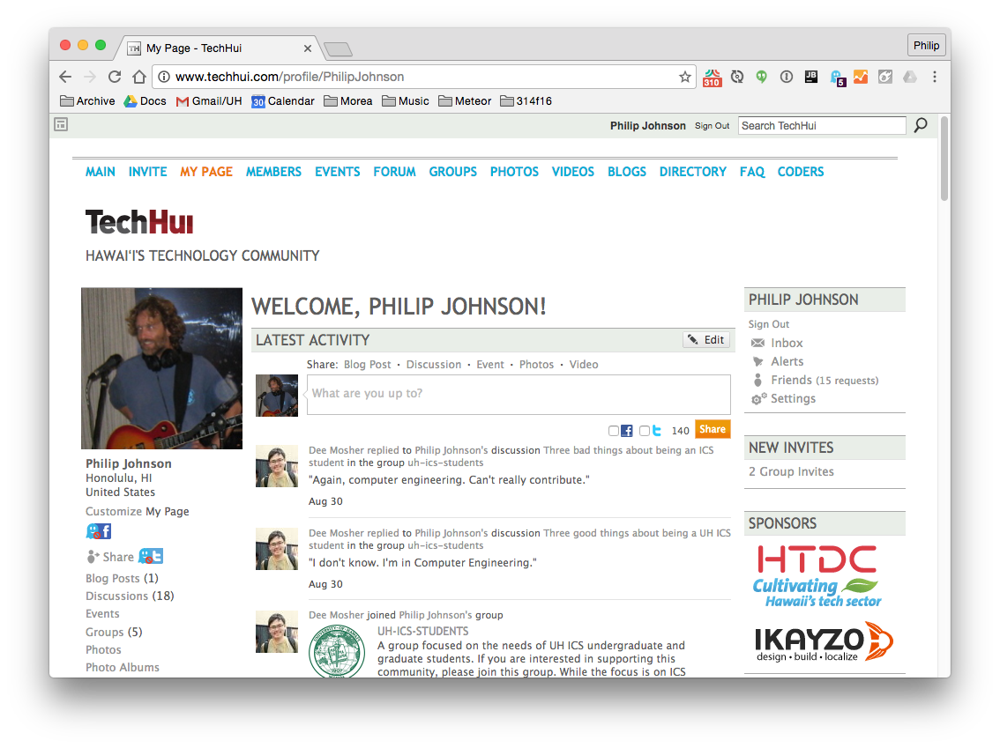 TH My Page - TechHui
Philip
www.techhui.com/profile/PhilipJohnson
310
JB
5
Archive Docs Gmail/UH 30 Calendar Morea Music Meteor 314f16
Philip Johnson Sign Out Search TechHui
MAIN INVITE MY PAGE MEMBERS EVENTS FORUM GROUPS PHOTOS VIDEOS BLOGS DIRECTORY FAQ CODERS
TechHui
HAWAI'I'S TECHNOLOGY COMMUNITY
Philip Johnson
Honolulu, HI
United States
Customize My Page
Share
Blog Posts (1)
Discussions (18)
Events
Groups (5)
Photos
Photo Albums
WELCOME, PHILIP JOHNSON!
LATEST ACTIVITY
Edit
Share: Blog Post · Discussion · Event · Photos · Video
What are you up to?
140 Share
Dee Mosher replied to Philip Johnson's discussion Three bad things about being an ICS
student in the group uh-ics-students
"Again, computer engineering. Can't really contribute."
Aug 30
Dee Mosher replied to Philip Johnson's discussion Three good things about being a UH ICS
student in the group uh-ics-students
"I don't know. I'm in Computer Engineering."
Aug 30
Dee Mosher joined Philip Johnson's group
UH-ICS-STUDENTS
A group focused on the needs of UH ICS undergraduate and
graduate students. If you are interested in supporting this
community, please join this group. While the focus is on ICS
PHILIP JOHNSON
Sign Out
Inbox
Alerts
Friends (15 requests)
Settings
NEW INVITES
2 Group Invites
SPONSORS
HTDC
Cultivating
Hawaii's tech sector
IKAYZO
design • build • localize